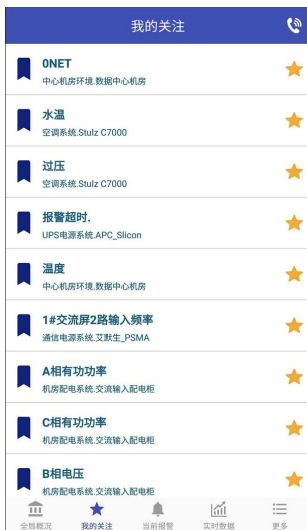 我的关注
0NET
中心机房环境.数据中心机房
水温
空调系统.Stulz C7000
过压
空调系统.Stulz C7000
报警超时.
UPS电源系统.APC_Slicon
温度
中心机房环境.数据中心机房
1#交流屏2路输入频率
通信电源系统.艾默生_PSMA
A相有功功率
机房配电系统.交流输入配电柜
C相有功功率
机房配电系统.交流输入配电柜
B相电压
机房配电系统.交流输入配电柜
全局概况 我的关注 当前报警 实时数据 更多